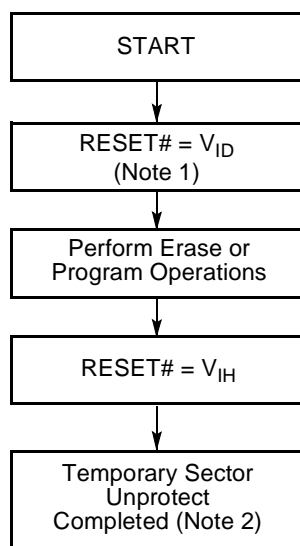 START
RESET# = VID
(Note 1)
Perform Erase or
Program Operations
RESET# = VIH
Temporary Sector
Unprotect
Completed (Note 2)